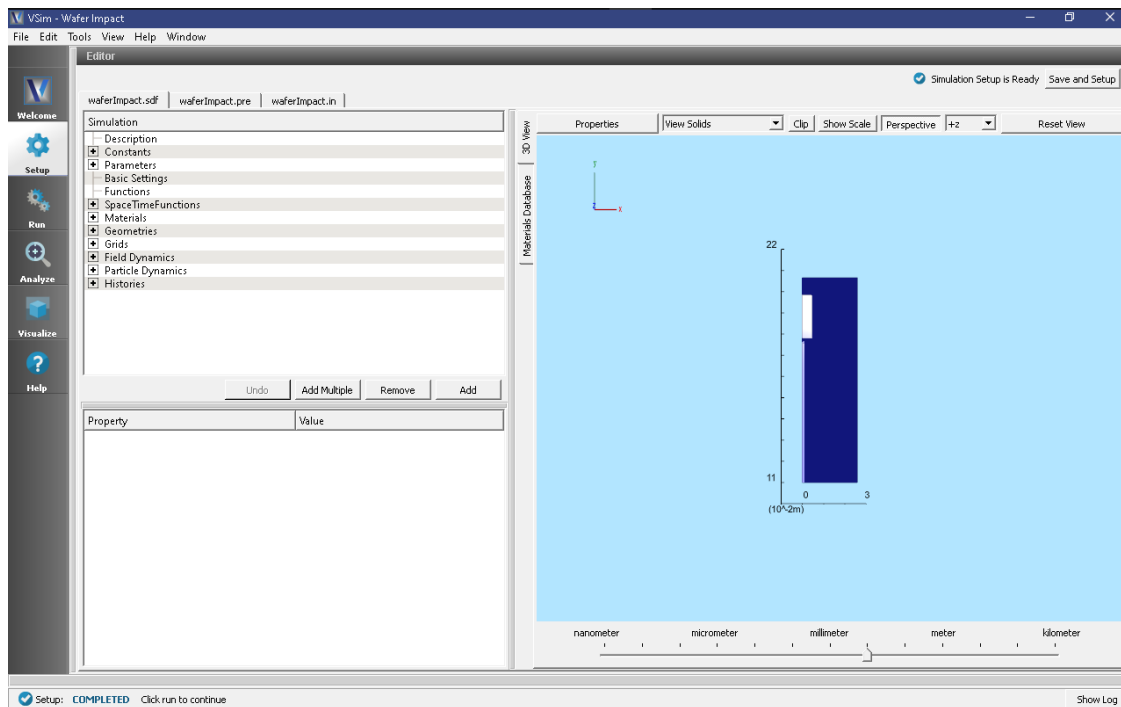 VSim - Wafer Impact
File Edit Tools View Help Window
Editor
Simulation Setup is Ready Save and Setup
waferImpact.sdf waferImpact.pre waferImpact.in
Welcome
Setup
Run
Analyze
Visualize
Help
Simulation
Description
Constants
Parameters
Basic Settings
Functions
SpaceTimeFunctions
Materials
Geometries
Grids
Field Dynamics
Particle Dynamics
Histories
Undo Add Multiple Remove Add
Property Value
3D View
Materials Database
Properties View Solids Clip Show Scale Perspective +z Reset View
Y
Z X
22
11
0 3
(10^-2m)
nanometer micrometer millimeter meter kilometer
Setup: COMPLETED Click run to continue
Show Log